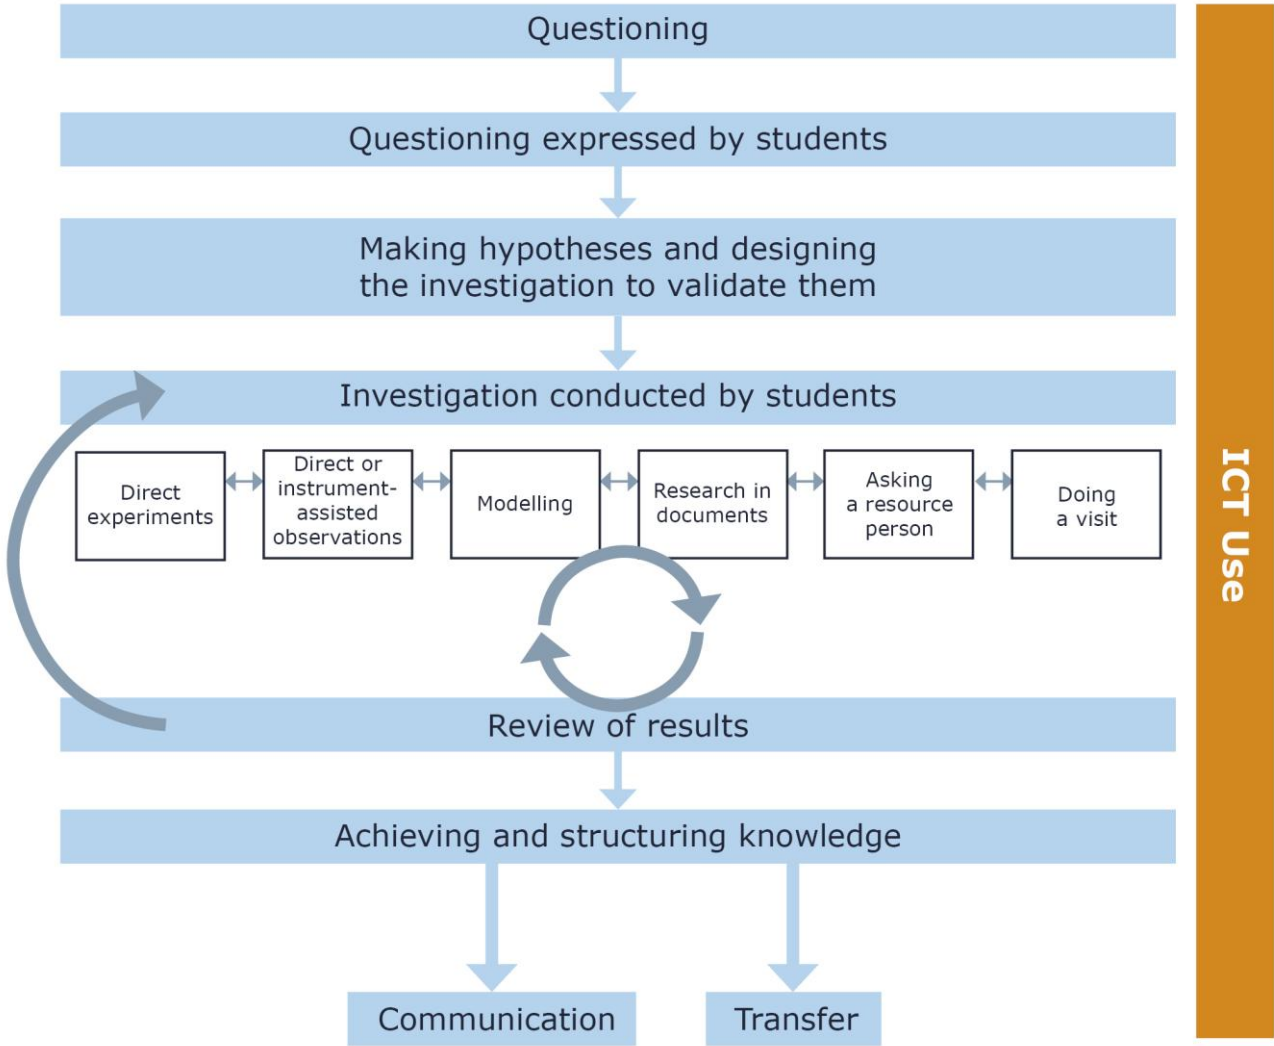 Questioning
Questioning expressed by students
Making hypotheses and designing
the investigation to validate them
Investigation conducted by students
Direct
experiments
Direct or
instrument-
assisted
observations
Modelling
Research in
documents
Asking
a resource
person
Doing
a visit
Review of results
Achieving and structuring knowledge
Communication
Transfer
ICT Use